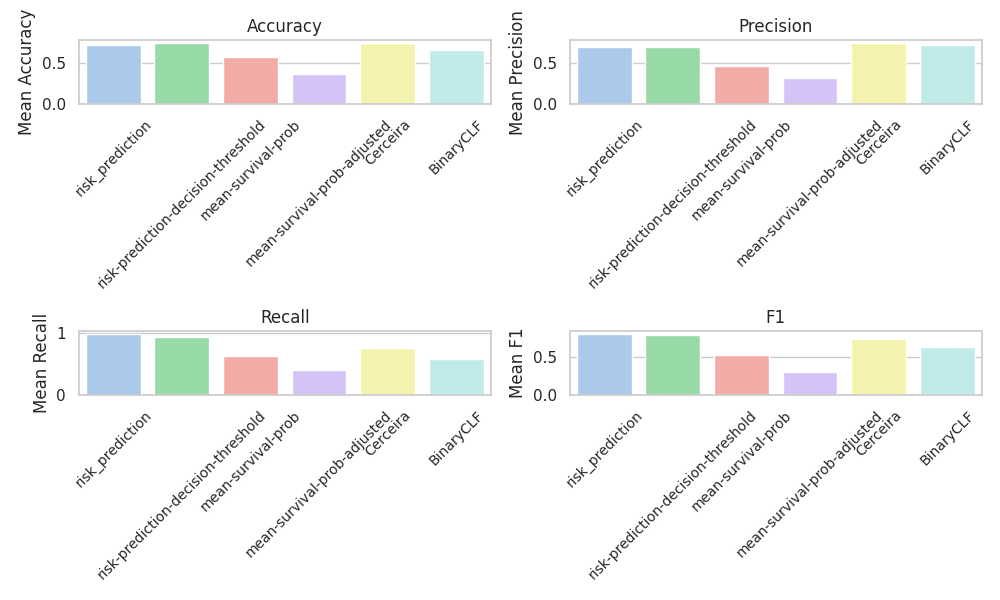 Accuracy
Mean Accuracy
0.5
0.0
risk_prediction
risk-prediction-decision-threshold
mean-survival-prob
mean-survival-prob-adjusted
Cerceira
BinaryCLF
Precision
Mean Precision
0.5
0.0
risk_prediction
risk-prediction-decision-threshold
mean-survival-prob
mean-survival-prob-adjusted
Cerceira
BinaryCLF
Recall
Mean Recall
1
0
risk_prediction
risk-prediction-decision-threshold
mean-survival-prob
mean-survival-prob-adjusted
Cerceira
BinaryCLF
F1
Mean F1
0.5
0.0
risk_prediction
risk-prediction-decision-threshold
mean-survival-prob
mean-survival-prob-adjusted
Cerceira
BinaryCLF